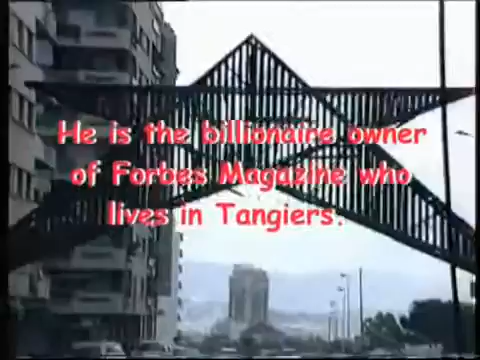 He is the billionaire owner
of Forbes Magazine who
lives in Tangiers.